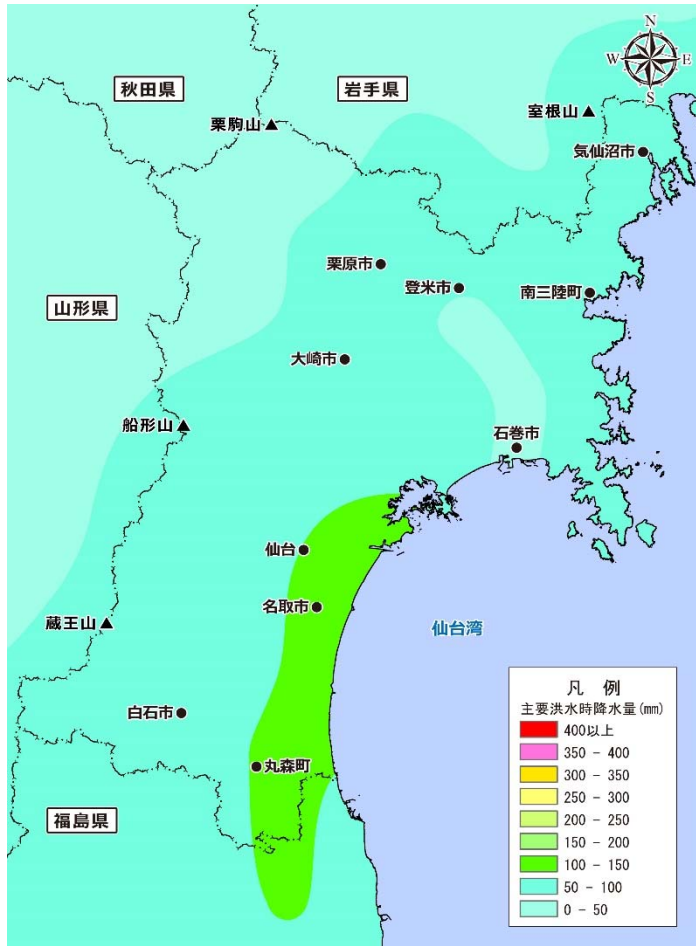 N
W E
S
秋田県
岩手県
栗駒山
室根山
気仙沼市
栗原市
登米市
南三陸町
山形県
大崎市
船形山
石巻市
仙台
名取市
蔵王山
仙台湾
白石市
丸森町
福島県
凡 例
主要洪水時降水量(mm)
400以上
350 - 400
300 - 350
250 - 300
200 - 250
150 - 200
100 - 150
50 - 100
0 - 50